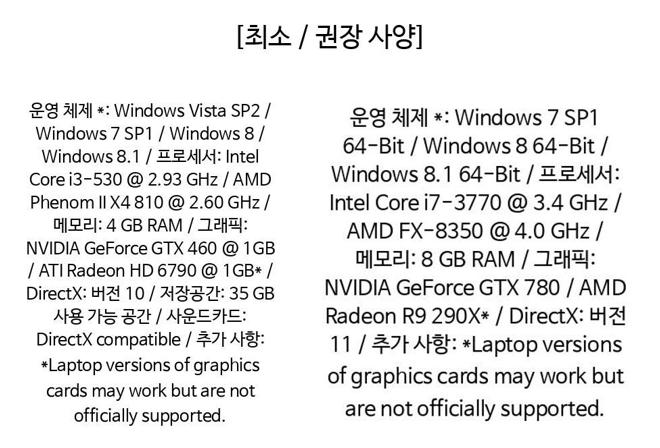 [최소 / 권장 사양]
운영 체제 *: Windows Vista SP2 /
Windows 7 SP1 / Windows 8 /
Windows 8.1 / 프로세서: Intel
Core i3-530 @ 2.93 GHz / AMD
Phenom II X4 810 @ 2.60 GHz /
메모리: 4 GB RAM / 그래픽:
NVIDIA GeForce GTX 460 @ 1GB
/ ATI Radeon HD 6790 @ 1GB* /
DirectX: 버전 10 / 저장공간: 35 GB
사용 가능 공간 / 사운드카드:
DirectX compatible / 추가 사항:
*Laptop versions of graphics
cards may work but are not
officially supported.
운영 체제 *: Windows 7 SP1
64-Bit / Windows 8 64-Bit /
Windows 8.1 64-Bit / 프로세서:
Intel Core i7-3770 @ 3.4 GHz /
AMD FX-8350 @ 4.0 GHz /
메모리: 8 GB RAM / 그래픽:
NVIDIA GeForce GTX 780 / AMD
Radeon R9 290X* / DirectX: 버전
11 / 추가 사항: *Laptop versions
of graphics cards may work but
are not officially supported.